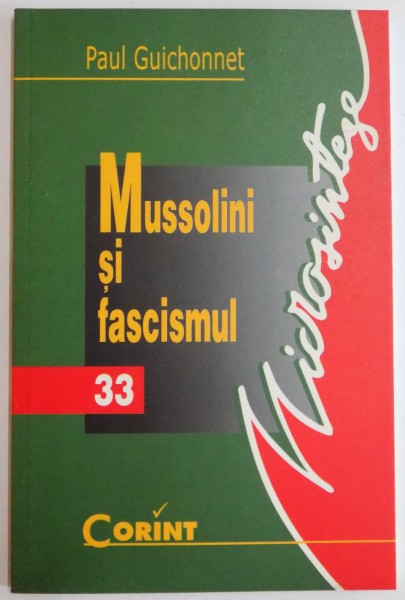 Paul Guichonnet
Microsinteze
Mussolini
și
fascismul
33
CORINT